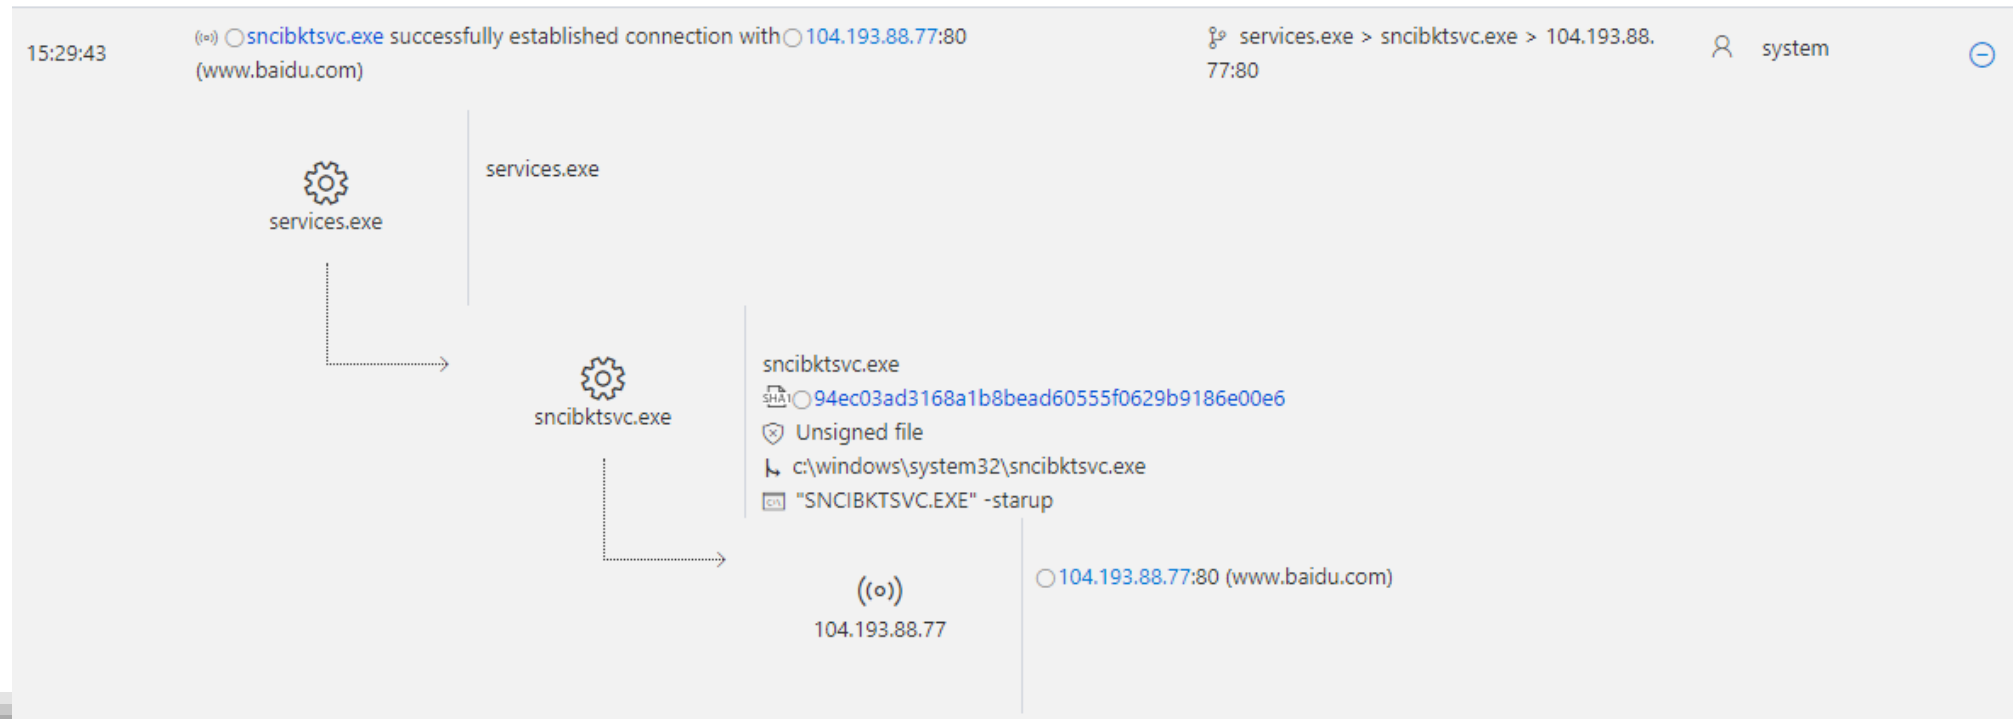 15:29:43
sncibktsvc.exe successfully established connection with 104.193.88.77:80
(www.baidu.com)
services.exe > sncibktsvc.exe > 104.193.88.
77:80
system
services.exe
services.exe
sncibktsvc.exe
sncibktsvc.exe
SHA1 94ec03ad3168a1b8bead60555f0629b9186e00e6
Unsigned file
c:\windows\system32\sncibktsvc.exe
"SNCIBKTSVC.EXE" -starup
104.193.88.77
104.193.88.77:80 (www.baidu.com)